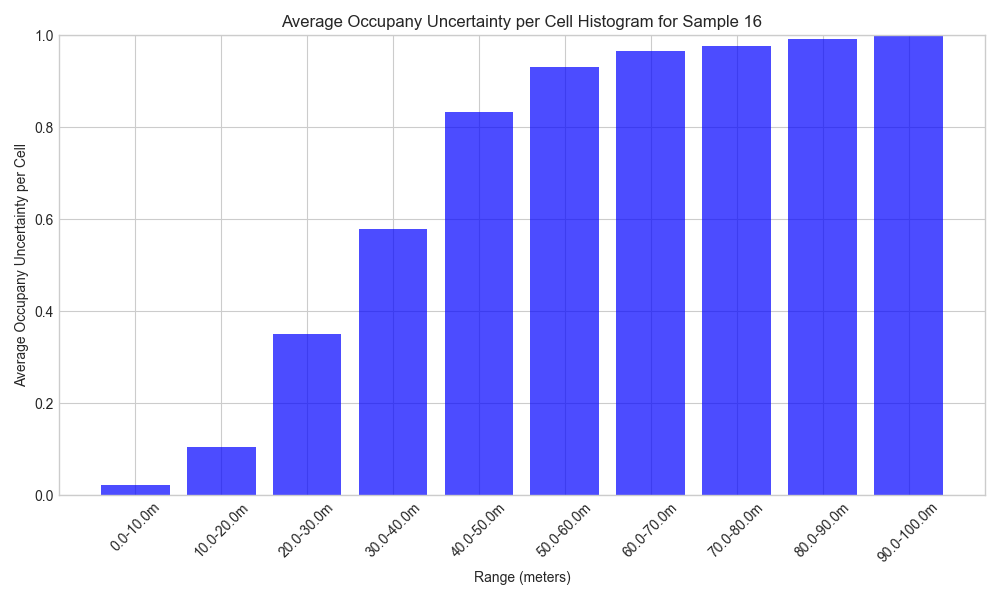 Average Occupany Uncertainty per Cell Histogram for Sample 16
Average Occupany Uncertainty per Cell
1.0
0.8
0.6
0.4
0.2
0.0
0.0-10.0m
10.0-20.0m
20.0-30.0m
30.0-40.0m
40.0-50.0m
50.0-60.0m
60.0-70.0m
70.0-80.0m
80.0-90.0m
90.0-100.0m
Range (meters)